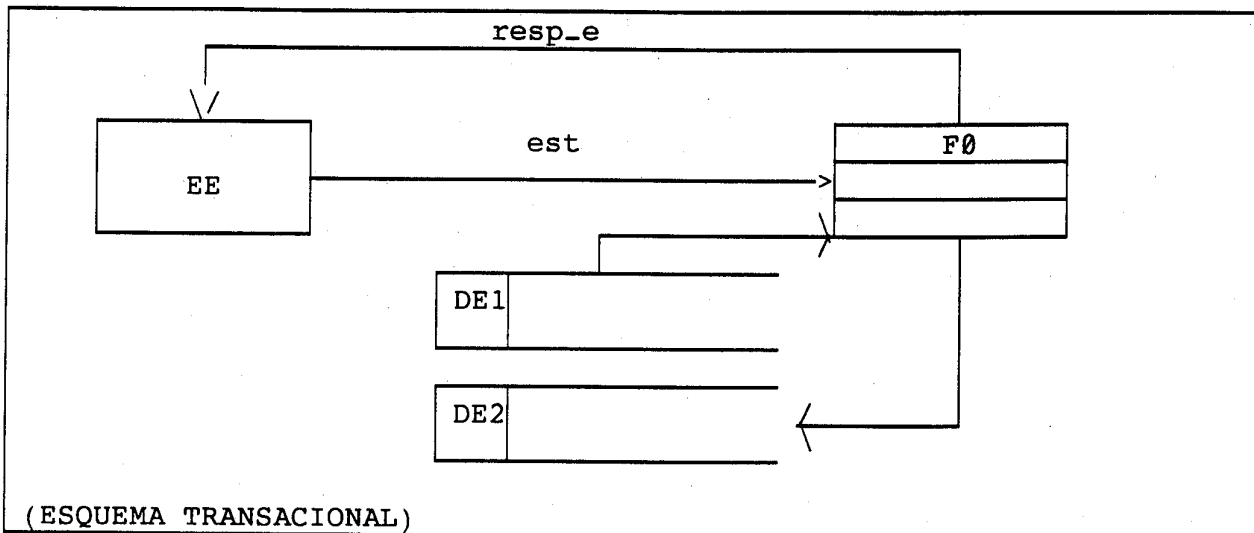 resp_e
est
F0
EE
DE1
DE2
(ESQUEMA TRANSACIONAL)